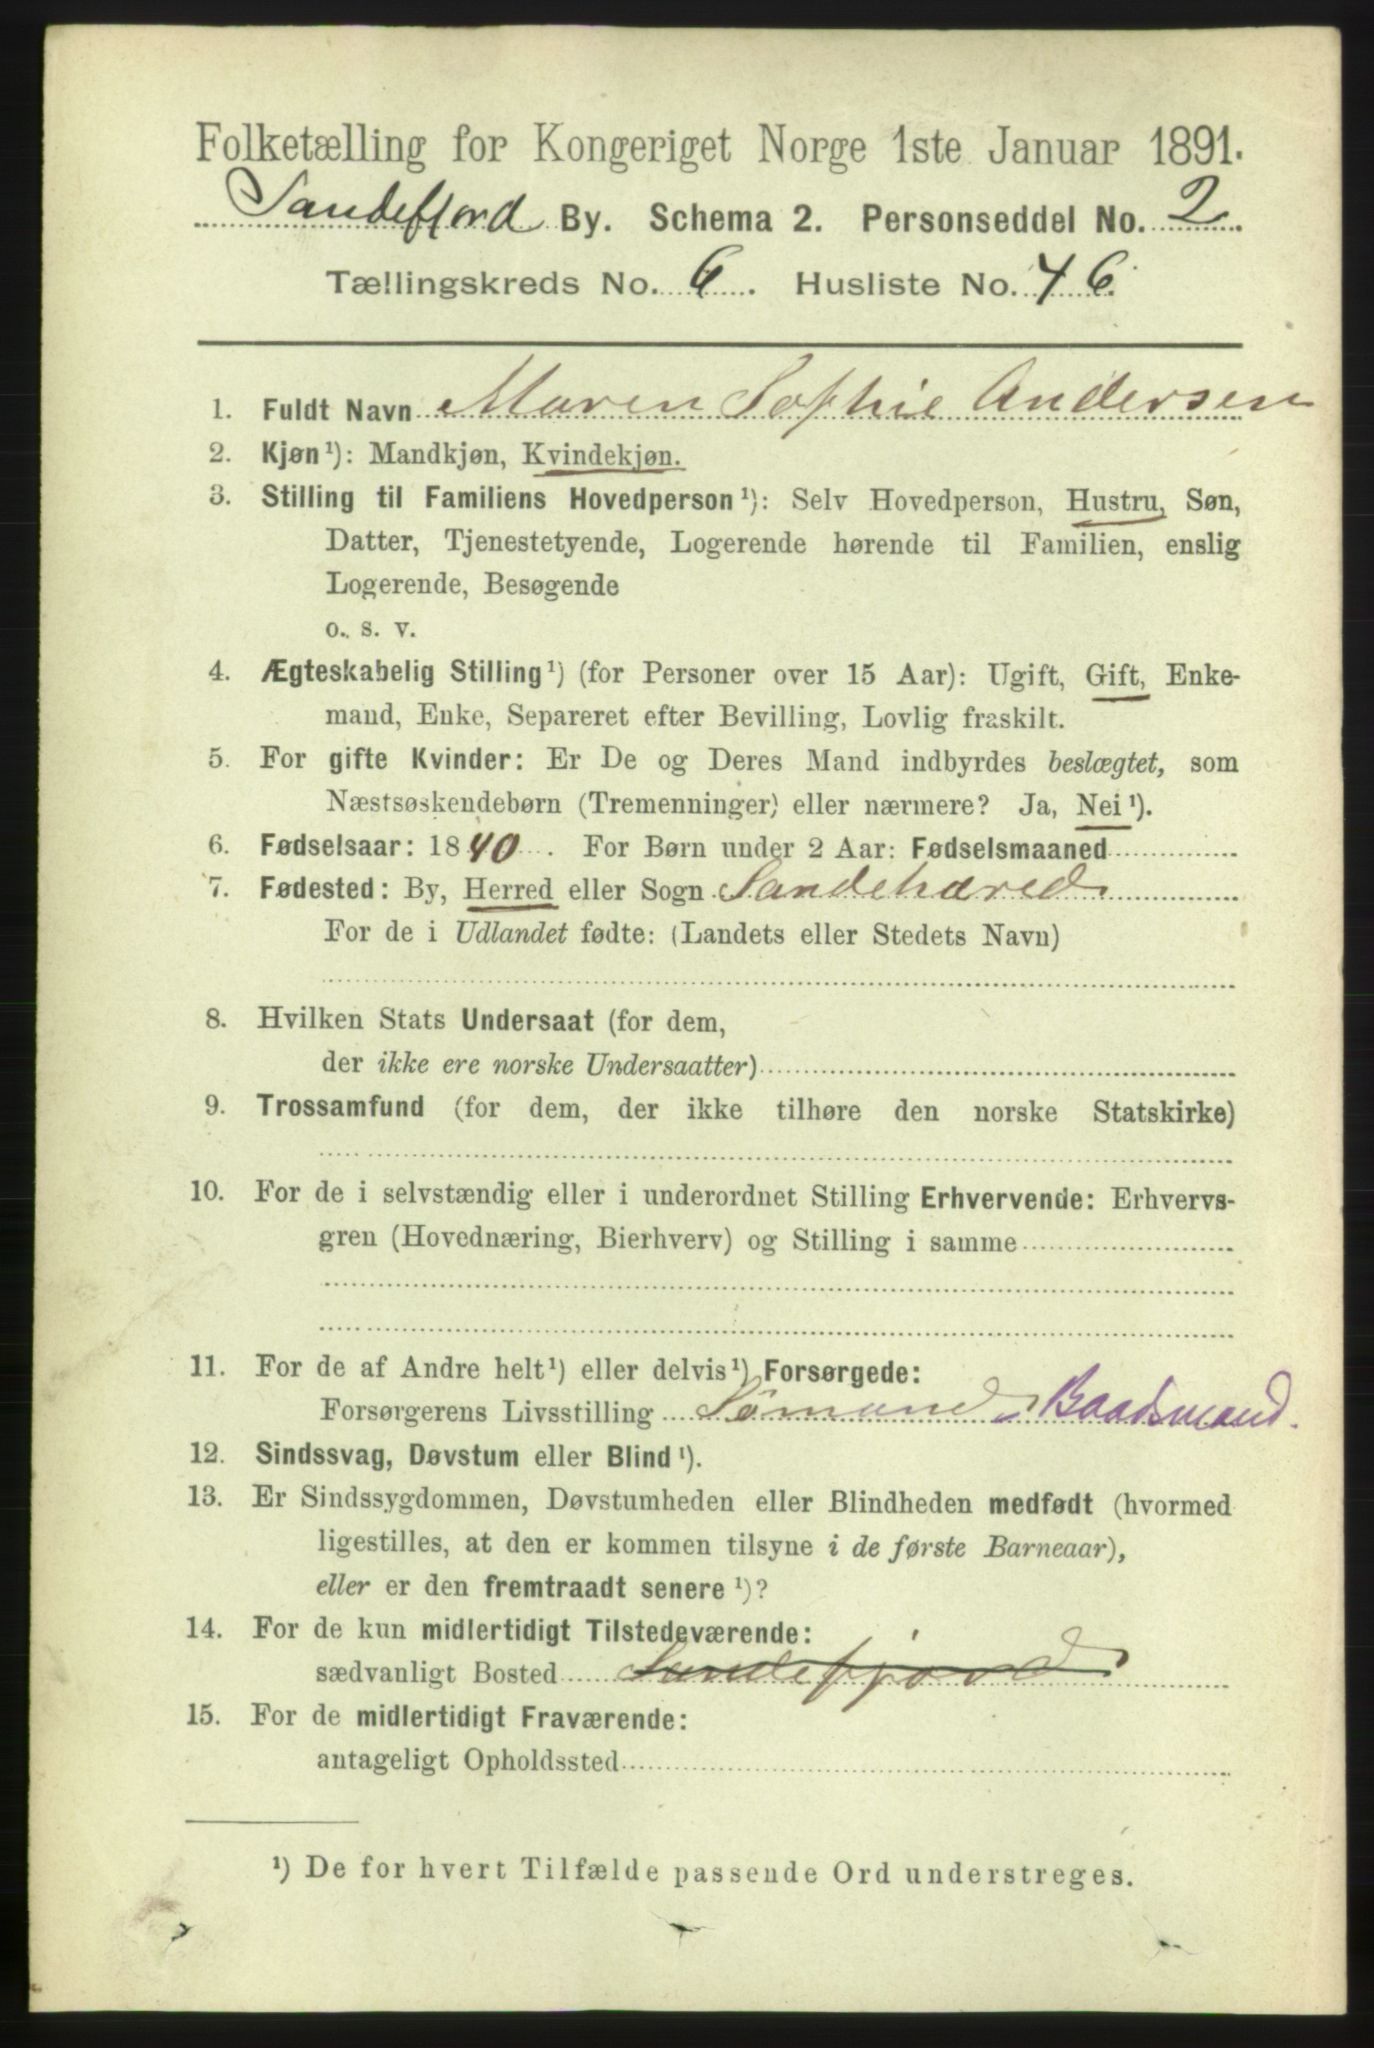 Folketælling for Kongeriget Norge 1ste Januar 1891.
Sandefjord By. Schema 2. Personseddel No. 2.
Tællingskreds No. 6. Husliste No. 46.
1. Fuldt Navn Maren Sofhie Andersen
2. Kjøn¹): Mandkjøn, Kvindekjøn.
3. Stilling til Familiens Hovedperson¹): Selv Hovedperson, Hustru, Søn,
Datter, Tjenestetyende, Logerende hørende til Familien, enslig
Logerende, Besøgende
o. s. v.
4. Ægteskabelig Stilling¹) (for Personer over 15 Aar): Ugift, Gift, Enke-
mand, Enke, Separeret efter Bevilling, Lovlig fraskilt.
5. For gifte Kvinder: Er De og Deres Mand indbyrdes beslægtet, som
Næstsøskendebørn (Tremenninger) eller nærmere? Ja, Nei¹).
6. Fødselsaar: 1840. For Børn under 2 Aar: Fødselsmaaned
7. Fødested: By, Herred eller Sogn Sandehæred
For de i Udlandet fødte: (Landets eller Stedets Navn)
8. Hvilken Stats Undersaat (for dem,
der ikke ere norske Undersaatter)
9. Trossamfund (for dem, der ikke tilhøre den norske Statskirke)
10. For de i selvstændig eller i underordnet Stilling Erhvervende: Erhvervs-
gren (Hovednæring, Bierhverv) og Stilling i samme
11. For de af Andre helt¹) eller delvis¹) Forsørgede:
Forsørgerens Livsstilling Sømand Baadsmand.
12. Sindssvag, Døvstum eller Blind¹).
13. Er Sindssygdommen, Døvstumheden eller Blindheden medfødt (hvormed
ligestilles, at den er kommen tilsyne i de første Barneaar),
eller er den fremtraadt senere¹)?
14. For de kun midlertidigt Tilstedeværende:
sædvanligt Bosted Sandefjord
15. For de midlertidigt Fraværende:
antageligt Opholdssted
¹) De for hvert Tilfælde passende Ord understreges.